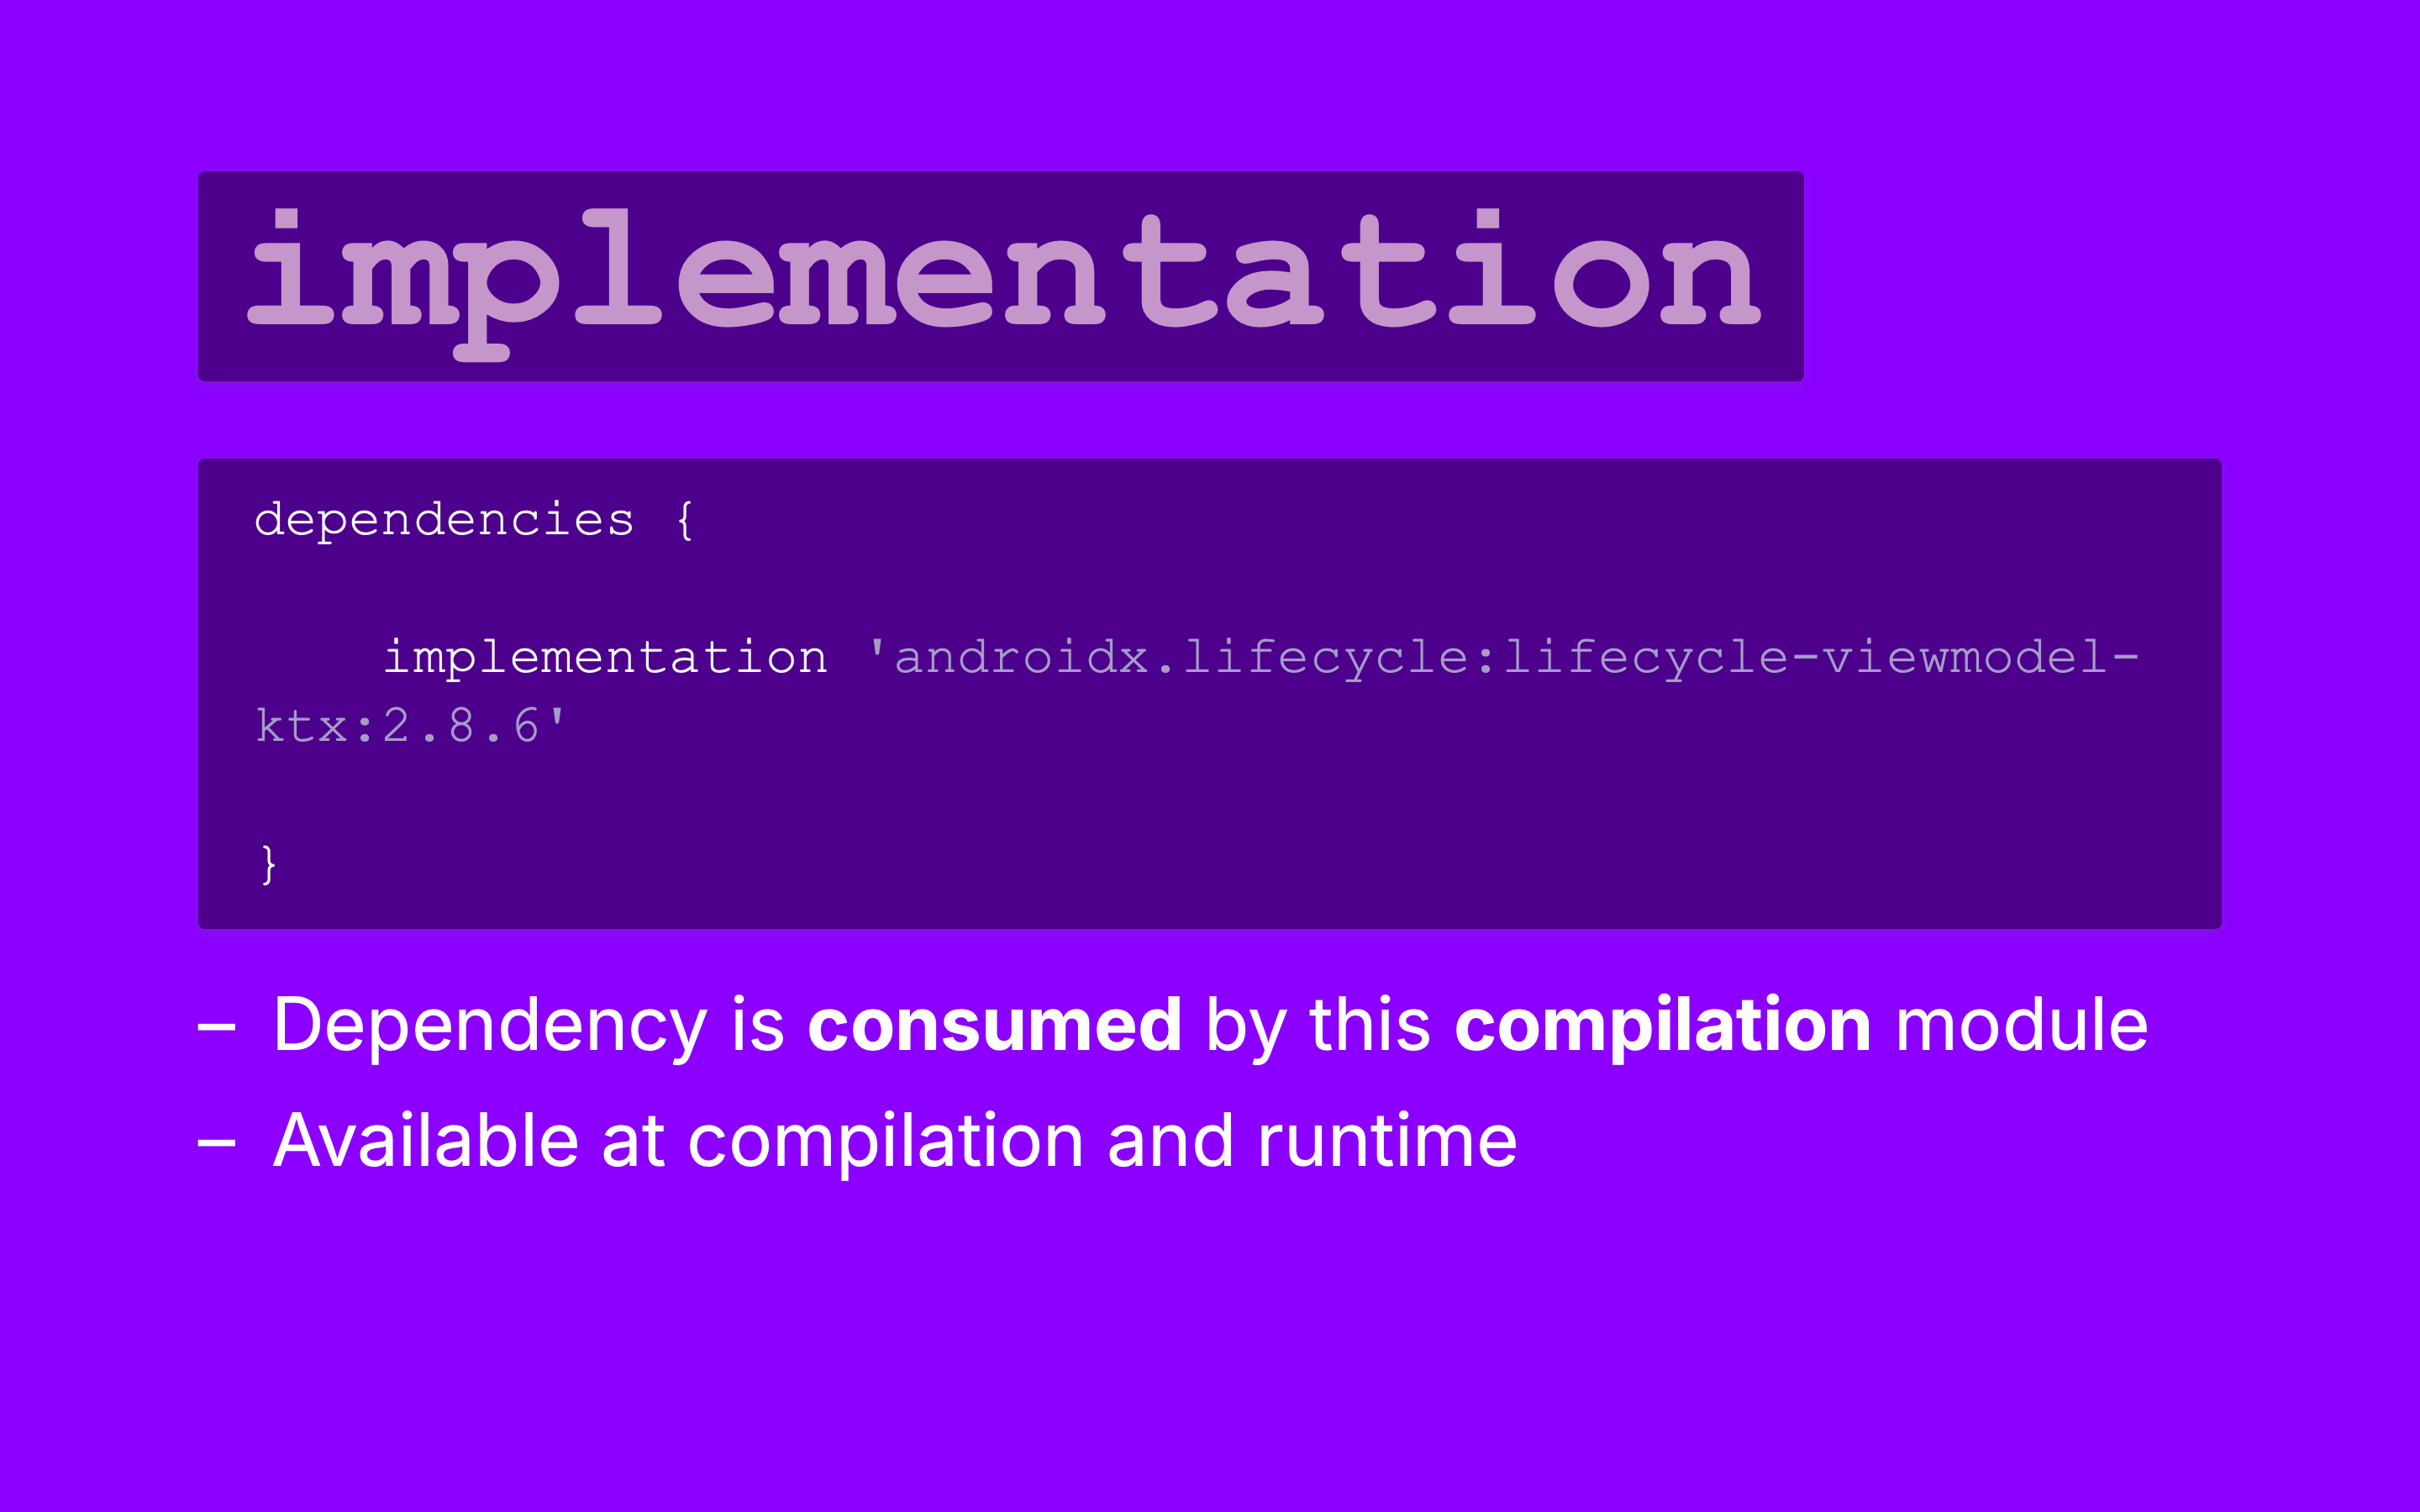 implementation
dependencies {
implementation 'androidx.lifecycle:lifecycle-viewmodel-
ktx:2.8.6'
}
– Dependency is consumed by this compilation module
– Available at compilation and runtime